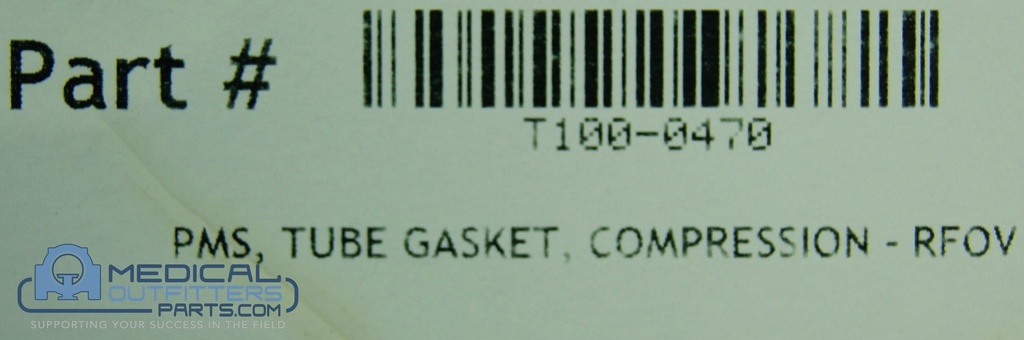 Part #
T100-0470
PMS, TUBE GASKET, COMPRESSION - RFOV
MEDICAL
OUTFITTERS
PARTS.COM
SUPPORTING YOUR SUCCESS IN THE FIELD